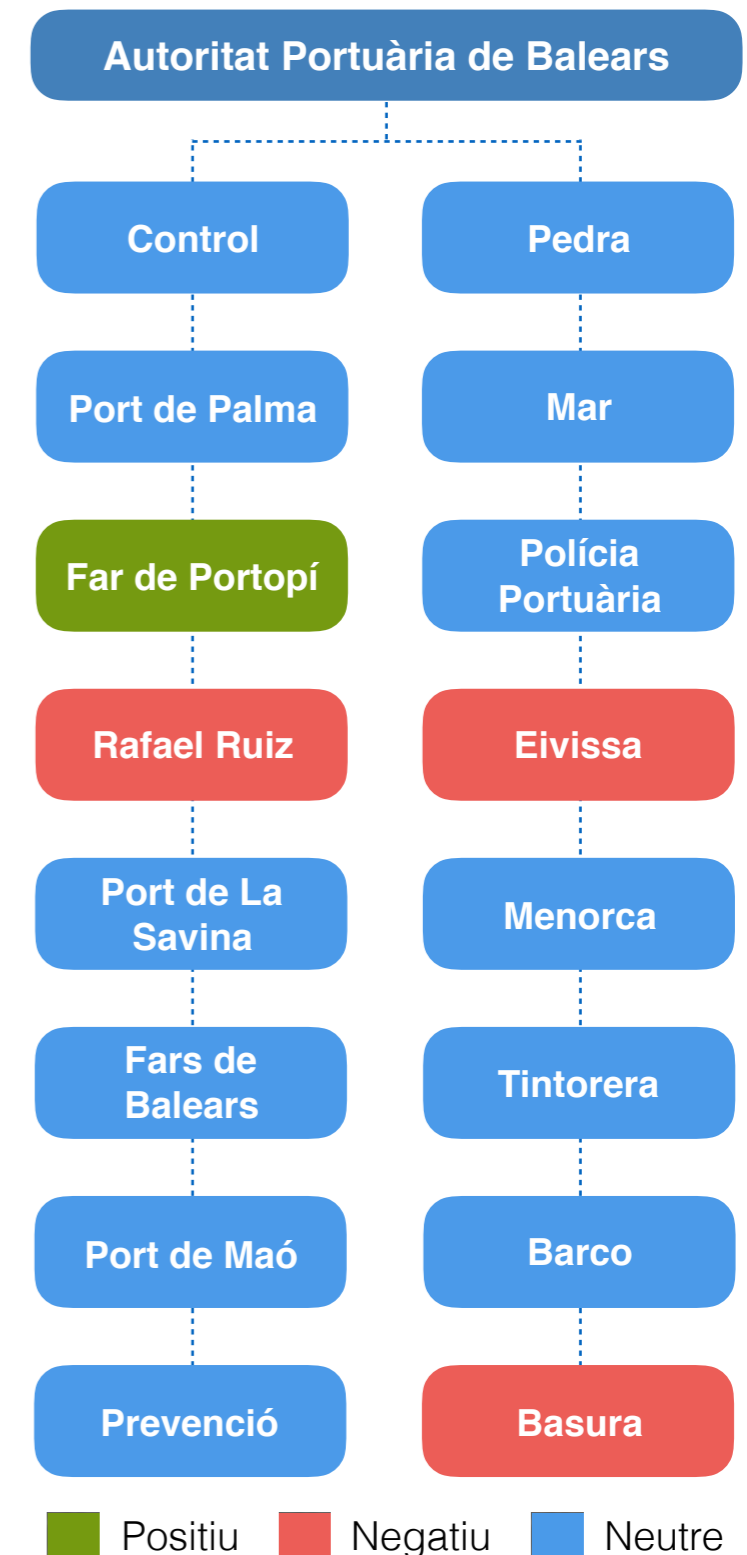 Autoritat Portuària de Balears
Control
Pedra
Port de Palma
Mar
Far de Portopí
Polícia
Portuària
Rafael Ruiz
Eivissa
Port de La
Savina
Menorca
Fars de
Balears
Tintorera
Port de Maó
Barco
Prevenció
Basura
Positiu Negatiu Neutre